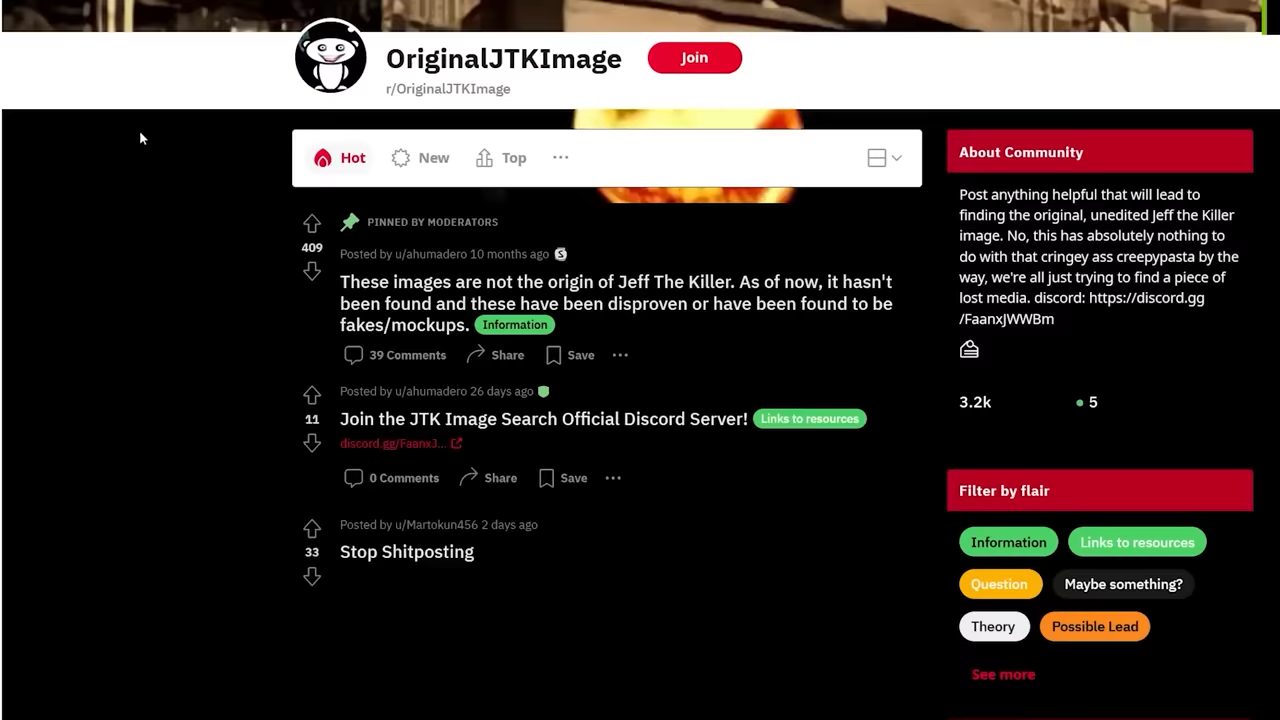 OriginalJTKImage
Join
r/OriginalJTKImage
Hot
New
Top
PINNED BY MODERATORS
409
Posted by u/ahumadero 10 months ago
These images are not the origin of Jeff The Killer. As of now, it hasn't
been found and these have been disproven or have been found to be
fakes/mockups. Information
39 Comments
Share
Save
Posted by u/ahumadero 26 days ago
11
Join the JTK Image Search Official Discord Server! Links to resources
discord.gg/FaanxJ...
0 Comments
Share
Save
Posted by u/Martokun456 2 days ago
33
Stop Shitposting
About Community
Post anything helpful that will lead to
finding the original, unedited Jeff the Killer
image. No, this has absolutely nothing to
do with that cringey ass creepypasta by the
way, we're all just trying to find a piece of
lost media. discord: https://discord.gg
/FaanxJWWBm
3.2k
5
Filter by flair
Information
Links to resources
Question
Maybe something?
Theory
Possible Lead
See more